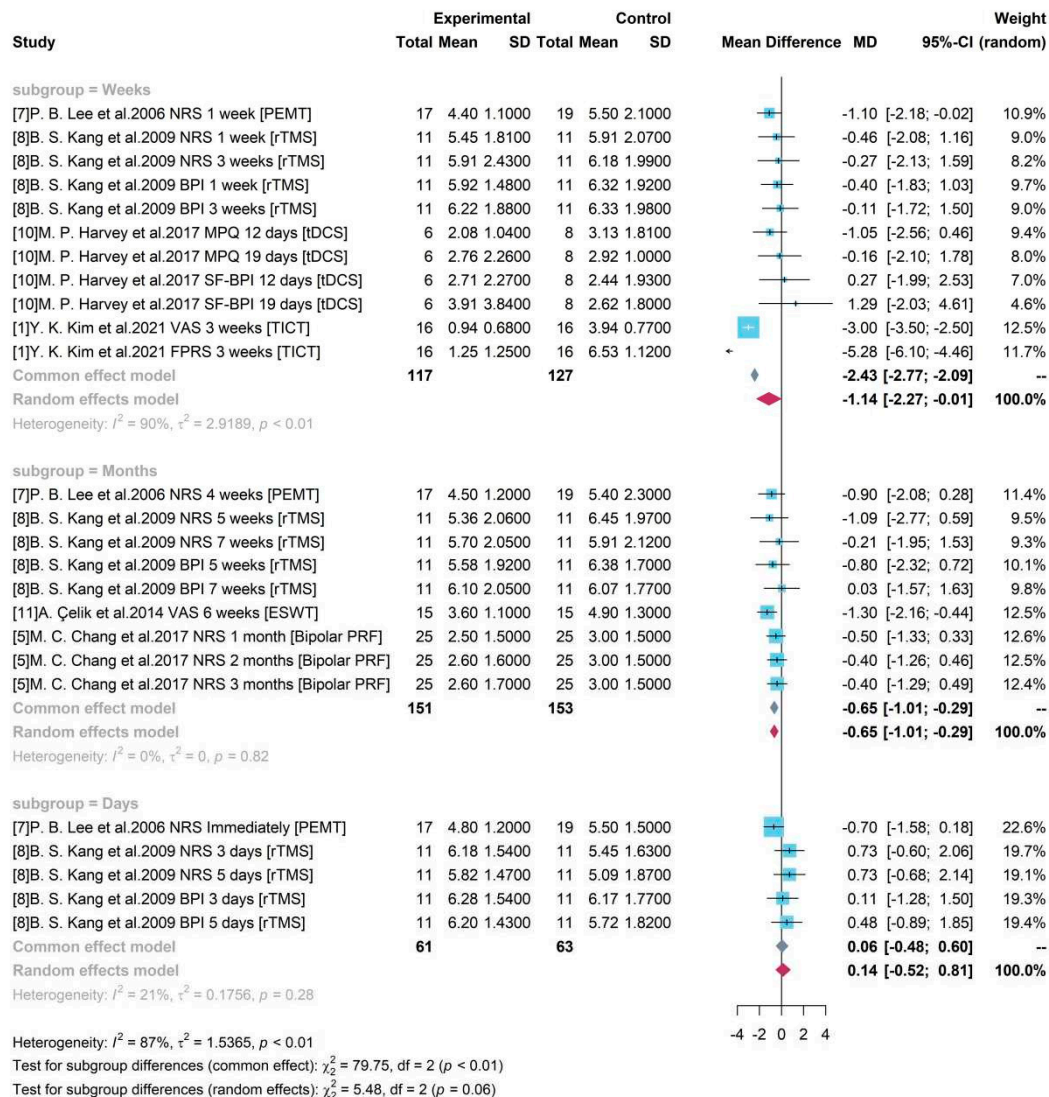 Experimental Control Weight
Study Total Mean SD Total Mean SD Mean Difference MD 95%-CI (random)
subgroup = Weeks
[7]P. B. Lee et al.2006 NRS 1 week [PEMT] 17 4.40 1.1000 19 5.50 2.1000 -1.10 [-2.18; -0.02] 10.9%
[8]B. S. Kang et al.2009 NRS 1 week [rTMS] 11 5.45 1.8100 11 5.91 2.0700 -0.46 [-2.08; 1.16] 9.0%
[8]B. S. Kang et al.2009 NRS 3 weeks [rTMS] 11 5.91 2.4300 11 6.18 1.9900 -0.27 [-2.13; 1.59] 8.2%
[8]B. S. Kang et al.2009 BPI 1 week [rTMS] 11 5.92 1.4800 11 6.32 1.9200 -0.40 [-1.83; 1.03] 9.7%
[8]B. S. Kang et al.2009 BPI 3 weeks [rTMS] 11 6.22 1.8800 11 6.33 1.9800 -0.11 [-1.72; 1.50] 9.0%
[10]M. P. Harvey et al.2017 MPQ 12 days [tDCS] 6 2.08 1.0400 8 3.13 1.8100 -1.05 [-2.56; 0.46] 9.4%
[10]M. P. Harvey et al.2017 MPQ 19 days [tDCS] 6 2.76 2.2600 8 2.92 1.0000 -0.16 [-2.10; 1.78] 8.0%
[10]M. P. Harvey et al.2017 SF-BPI 12 days [tDCS] 6 2.71 2.2700 8 2.44 1.9300 0.27 [-1.99; 2.53] 7.0%
[10]M. P. Harvey et al.2017 SF-BPI 19 days [tDCS] 6 3.91 3.8400 8 2.62 1.8000 1.29 [-2.03; 4.61] 4.6%
[1]Y. K. Kim et al.2021 VAS 3 weeks [TICT] 16 0.94 0.6800 16 3.94 0.7700 -3.00 [-3.50; -2.50] 12.5%
[1]Y. K. Kim et al.2021 FPRS 3 weeks [TICT] 16 1.25 1.2500 16 6.53 1.1200 -5.28 [-6.10; -4.46] 11.7%
Common effect model 117 127 -2.43 [-2.77; -2.09] --
Random effects model -1.14 [-2.27; -0.01] 100.0%
Heterogeneity: I² = 90%, τ² = 2.9189, p < 0.01
subgroup = Months
[7]P. B. Lee et al.2006 NRS 4 weeks [PEMT] 17 4.50 1.2000 19 5.40 2.3000 -0.90 [-2.08; 0.28] 11.4%
[8]B. S. Kang et al.2009 NRS 5 weeks [rTMS] 11 5.36 2.0600 11 6.45 1.9700 -1.09 [-2.77; 0.59] 9.5%
[8]B. S. Kang et al.2009 NRS 7 weeks [rTMS] 11 5.70 2.0500 11 5.91 2.1200 -0.21 [-1.95; 1.53] 9.3%
[8]B. S. Kang et al.2009 BPI 5 weeks [rTMS] 11 5.58 1.9200 11 6.38 1.7000 -0.80 [-2.32; 0.72] 10.1%
[8]B. S. Kang et al.2009 BPI 7 weeks [rTMS] 11 6.10 2.0500 11 6.07 1.7700 0.03 [-1.57; 1.63] 9.8%
[11]A. Çelik et al.2014 VAS 6 weeks [ESWT] 15 3.60 1.1000 15 4.90 1.3000 -1.30 [-2.16; -0.44] 12.5%
[5]M. C. Chang et al.2017 NRS 1 month [Bipolar PRF] 25 2.50 1.5000 25 3.00 1.5000 -0.50 [-1.33; 0.33] 12.6%
[5]M. C. Chang et al.2017 NRS 2 months [Bipolar PRF] 25 2.60 1.6000 25 3.00 1.5000 -0.40 [-1.26; 0.46] 12.5%
[5]M. C. Chang et al.2017 NRS 3 months [Bipolar PRF] 25 2.60 1.7000 25 3.00 1.5000 -0.40 [-1.29; 0.49] 12.4%
Common effect model 151 153 -0.65 [-1.01; -0.29] --
Random effects model -0.65 [-1.01; -0.29] 100.0%
Heterogeneity: I² = 0%, τ² = 0, p = 0.82
subgroup = Days
[7]P. B. Lee et al.2006 NRS Immediately [PEMT] 17 4.80 1.2000 19 5.50 1.5000 -0.70 [-1.58; 0.18] 22.6%
[8]B. S. Kang et al.2009 NRS 3 days [rTMS] 11 6.18 1.5400 11 5.45 1.6300 0.73 [-0.60; 2.06] 19.7%
[8]B. S. Kang et al.2009 NRS 5 days [rTMS] 11 5.82 1.4700 11 5.09 1.8700 0.73 [-0.68; 2.14] 19.1%
[8]B. S. Kang et al.2009 BPI 3 days [rTMS] 11 6.28 1.5400 11 6.17 1.7700 0.11 [-1.28; 1.50] 19.3%
[8]B. S. Kang et al.2009 BPI 5 days [rTMS] 11 6.20 1.4300 11 5.72 1.8200 0.48 [-0.89; 1.85] 19.4%
Common effect model 61 63 0.06 [-0.48; 0.60] --
Random effects model 0.14 [-0.52; 0.81] 100.0%
Heterogeneity: I² = 21%, τ² = 0.1756, p = 0.28
-4 -2 0 2 4
Heterogeneity: I² = 87%, τ² = 1.5365, p < 0.01
Test for subgroup differences (common effect): χ₂² = 79.75, df = 2 (p < 0.01)
Test for subgroup differences (random effects): χ₂² = 5.48, df = 2 (p = 0.06)